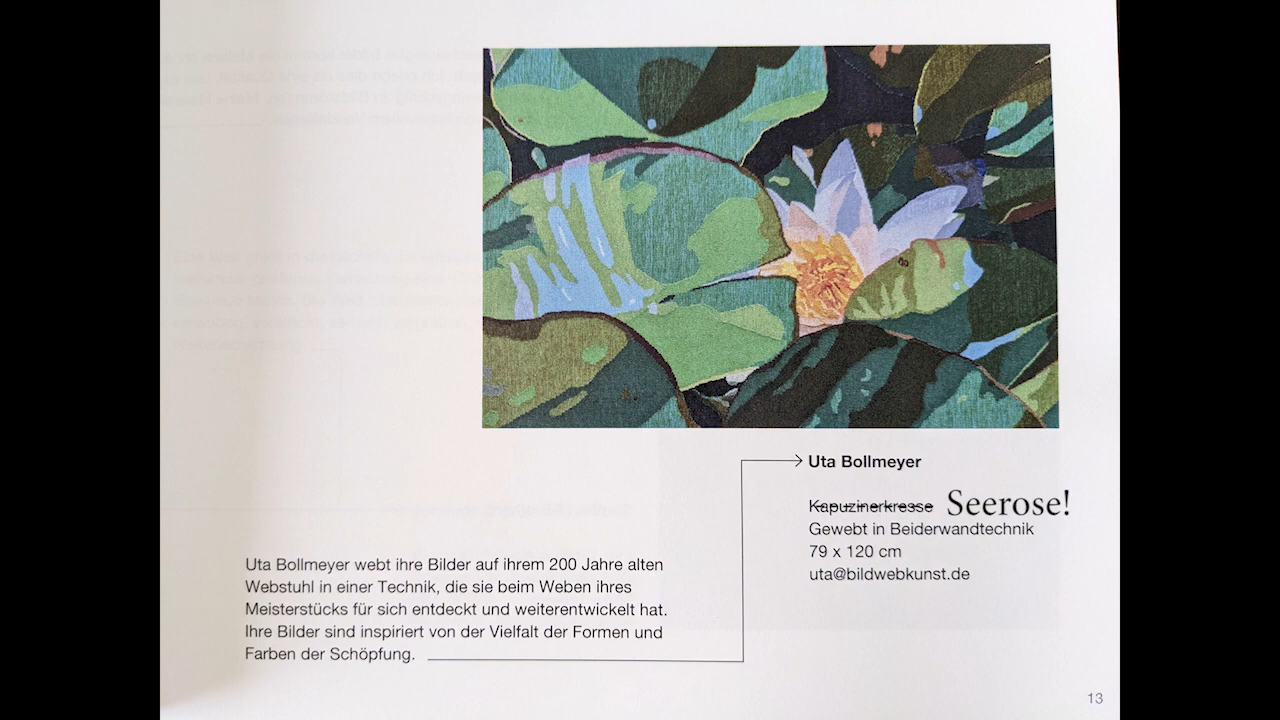 Uta Bollmeyer
Kapuzinerkresse Seerose!
Gewebt in Beiderwandtechnik
79 x 120 cm
uta@bildwebkunst.de
Uta Bollmeyer webt ihre Bilder auf ihrem 200 Jahre alten
Webstuhl in einer Technik, die sie beim Weben ihres
Meisterstücks für sich entdeckt und weiterentwickelt hat.
Ihre Bilder sind inspiriert von der Vielfalt der Formen und
Farben der Schöpfung.
13